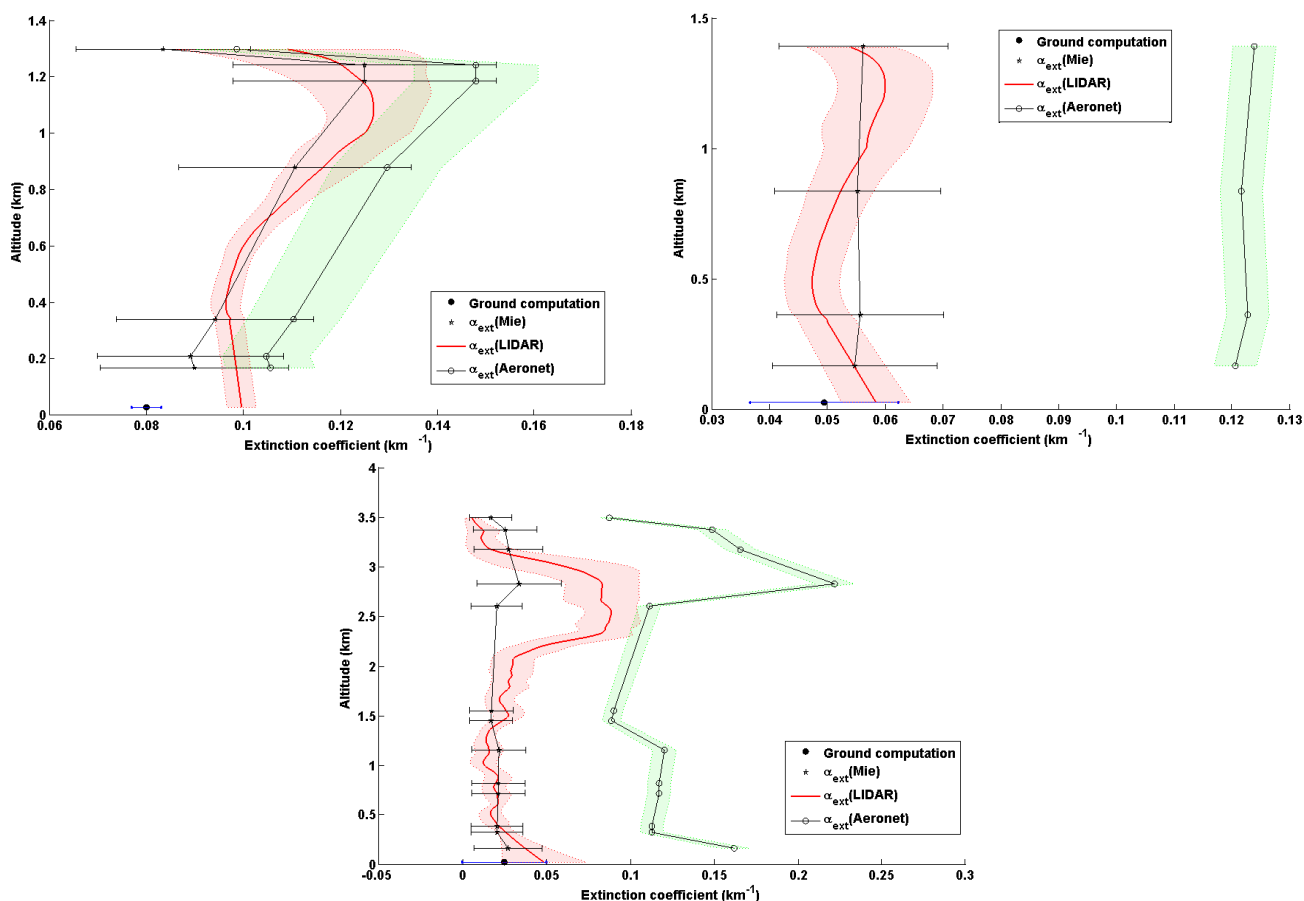 1.4
1.2
1
0.8
0.6
0.4
0.2
0
0.06 0.08 0.1 0.12 0.14 0.16 0.18
Altitude (km)
Extinction coefficient (km⁻¹)
Ground computation
α_ext(Mie)
α_ext(LIDAR)
α_ext(Aeronet)
1.5
1
0.5
0
0.03 0.04 0.05 0.06 0.07 0.08 0.09 0.1 0.11 0.12 0.13
Altitude (km)
Extinction coefficient (km⁻¹)
Ground computation
α_ext(Mie)
α_ext(LIDAR)
α_ext(Aeronet)
4
3.5
3
2.5
2
1.5
1
0.5
0
-0.05 0 0.05 0.1 0.15 0.2 0.25 0.3
Altitude (km)
Extinction coefficient (km⁻¹)
Ground computation
α_ext(Mie)
α_ext(LIDAR)
α_ext(Aeronet)